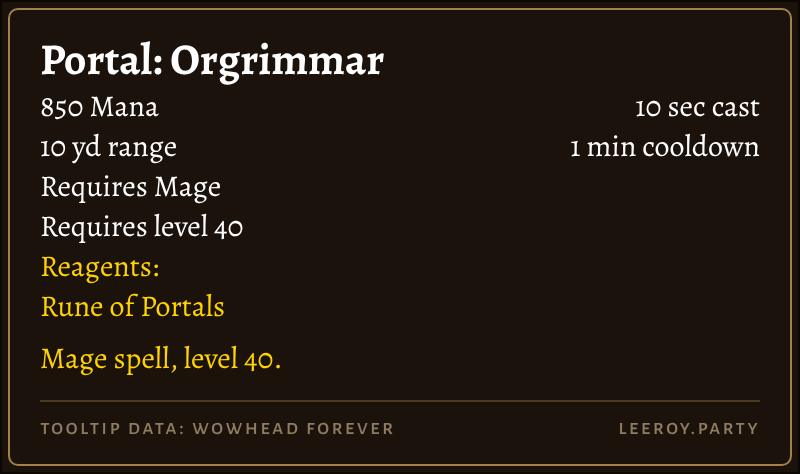 Portal: Orgrimmar
850 Mana 10 sec cast
10 yd range 1 min cooldown
Requires Mage
Requires level 40
Reagents:
Rune of Portals
Mage spell, level 40.
TOOLTIP DATA: WOWHEAD FOREVER LEEROY.PARTY